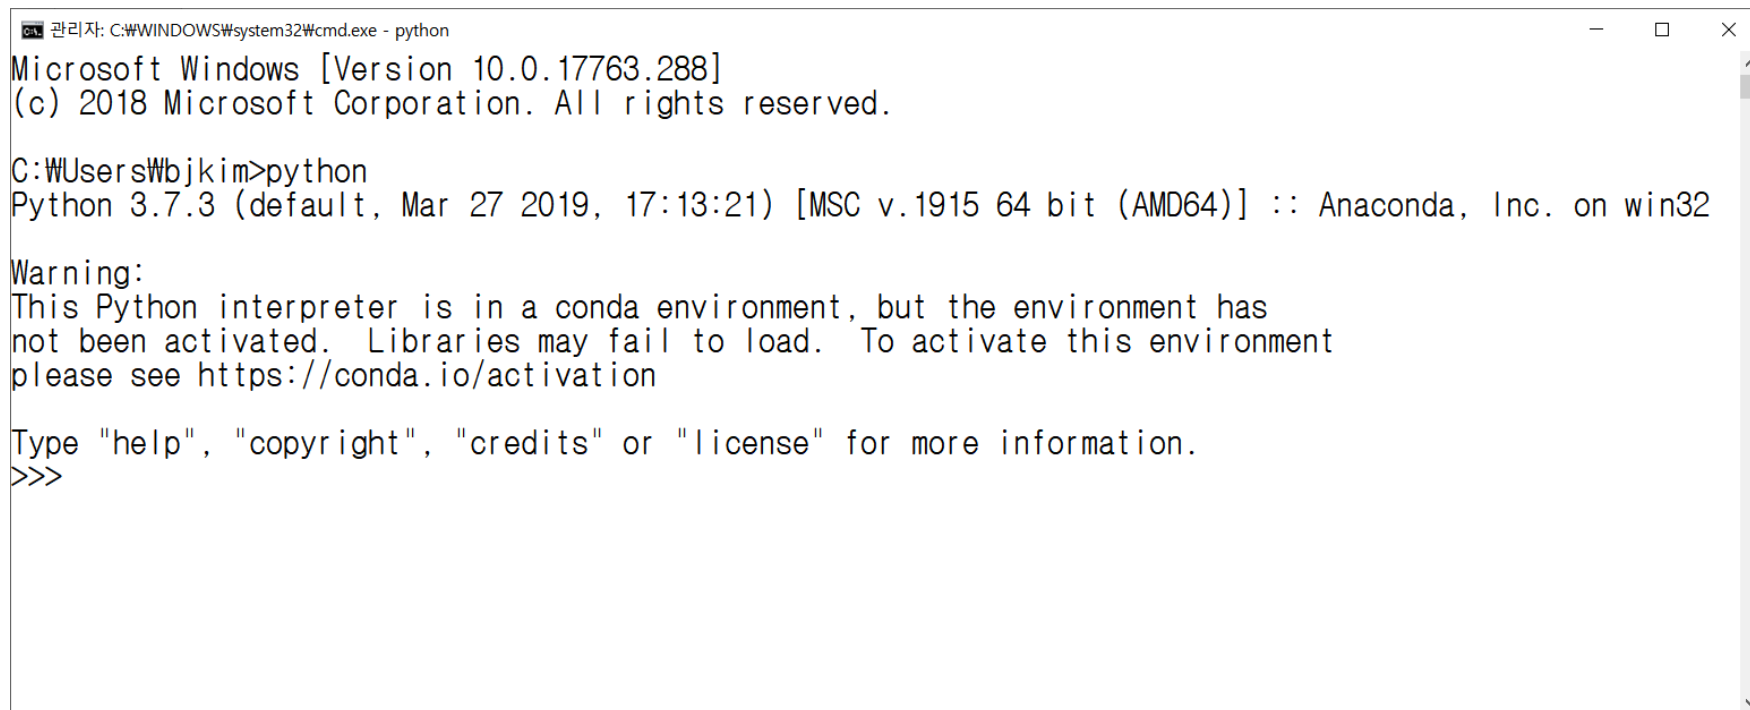 관리자: C:₩WINDOWS₩system32₩cmd.exe - python
Microsoft Windows [Version 10.0.17763.288]
(c) 2018 Microsoft Corporation. All rights reserved.
C:₩Users₩bjkim>python
Python 3.7.3 (default, Mar 27 2019, 17:13:21) [MSC v.1915 64 bit (AMD64)] :: Anaconda, Inc. on win32
Warning:
This Python interpreter is in a conda environment, but the environment has
not been activated.  Libraries may fail to load.  To activate this environment
please see https://conda.io/activation
Type "help", "copyright", "credits" or "license" for more information.
>>>